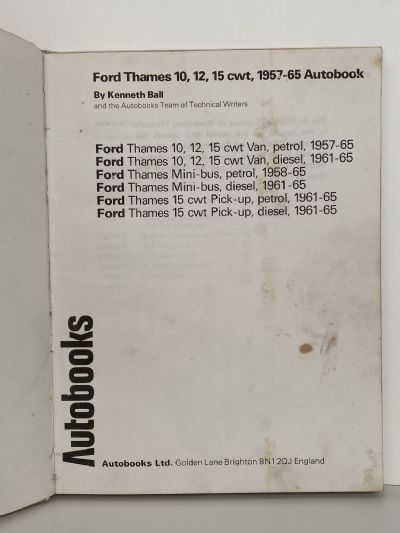 Ford Thames 10, 12, 15 cwt, 1957-65 Autobook
By Kenneth Ball
and the Autobooks Team of Technical Writers
Ford Thames 10, 12, 15 cwt Van, petrol, 1957-65
Ford Thames 10, 12, 15 cwt Van, diesel, 1961-65
Ford Thames Mini-bus, petrol, 1958-65
Ford Thames Mini-bus, diesel, 1961-65
Ford Thames 15 cwt Pick-up, petrol, 1961-65
Ford Thames 15 cwt Pick-up, diesel, 1961-65
Autobooks
Autobooks Ltd. Golden Lane Brighton BN1 2QJ England